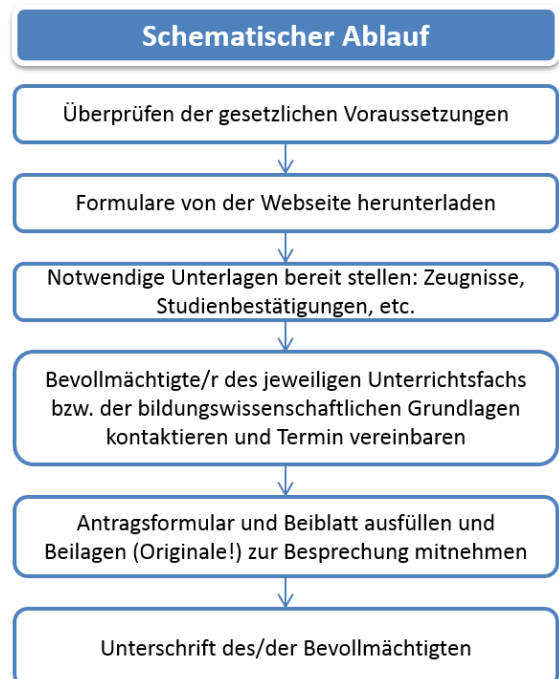 Schematischer Ablauf
Überprüfen der gesetzlichen Voraussetzungen
Formulare von der Webseite herunterladen
Notwendige Unterlagen bereit stellen: Zeugnisse,
Studienbestätigungen, etc.
Bevollmächtigte/r des jeweiligen Unterrichtsfachs
bzw. der bildungswissenschaftlichen Grundlagen
kontaktieren und Termin vereinbaren
Antragsformular und Beiblatt ausfüllen und
Beilagen (Originale!) zur Besprechung mitnehmen
Unterschrift des/der Bevollmächtigten